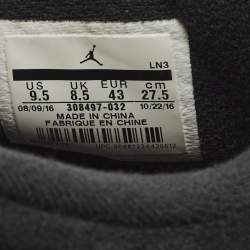 LN3
US UK EUR cm
9.5 8.5 43 27.5
08/09/16 308497-032 10/22/16
MADE IN CHINA
FABRIQUE EN CHINE